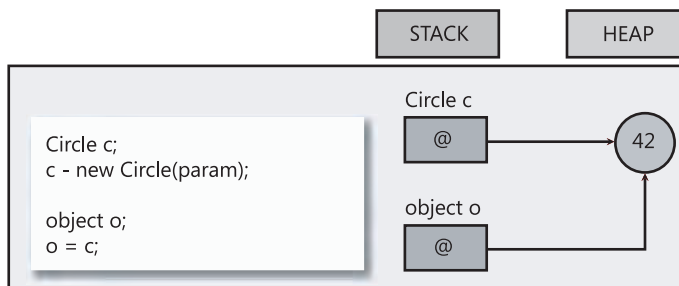 STACK
HEAP
Circle c
Circle c;
@
42
c - new Circle(param);
object o
object o;
o = c;
@